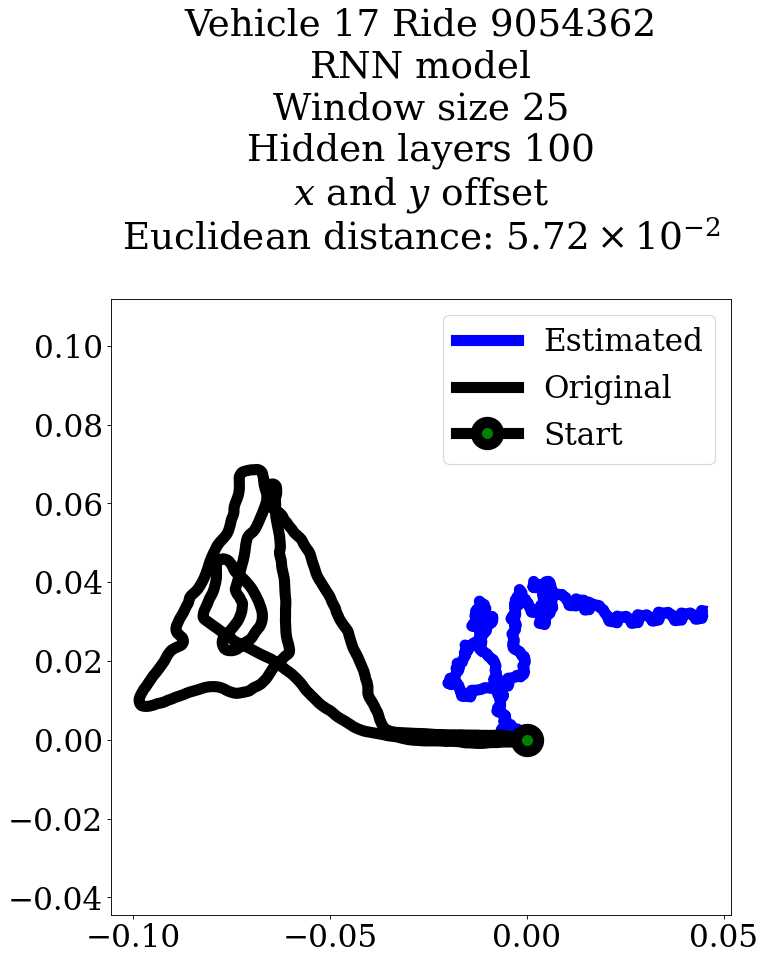 Vehicle 17 Ride 9054362
RNN model
Window size 25
Hidden layers 100
x and y offset
Euclidean distance: 5.72 × 10⁻²
Estimated
Original
Start
0.10
0.08
0.06
0.04
0.02
0.00
−0.02
−0.04
−0.10 −0.05 0.00 0.05